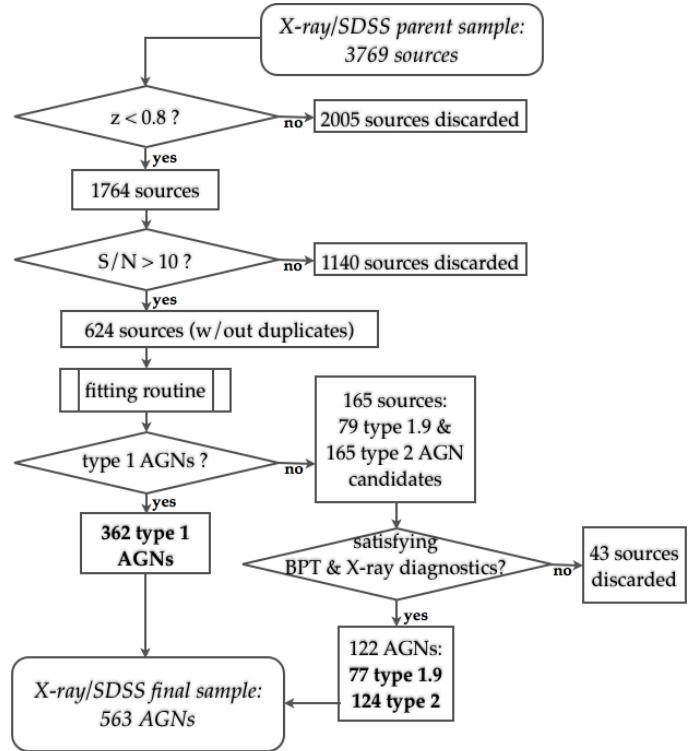 X-ray/SDSS parent sample:
3769 sources
z < 0.8 ?
no
2005 sources discarded
yes
1764 sources
S/N > 10 ?
no
1140 sources discarded
yes
624 sources (w/out duplicates)
fitting routine
type 1 AGNs ?
no
165 sources:
79 type 1.9 &
165 type 2 AGN
candidates
yes
362 type 1
AGNs
satisfying
BPT & X-ray diagnostics?
no
43 sources
discarded
yes
122 AGNs:
77 type 1.9
124 type 2
X-ray/SDSS final sample:
563 AGNs